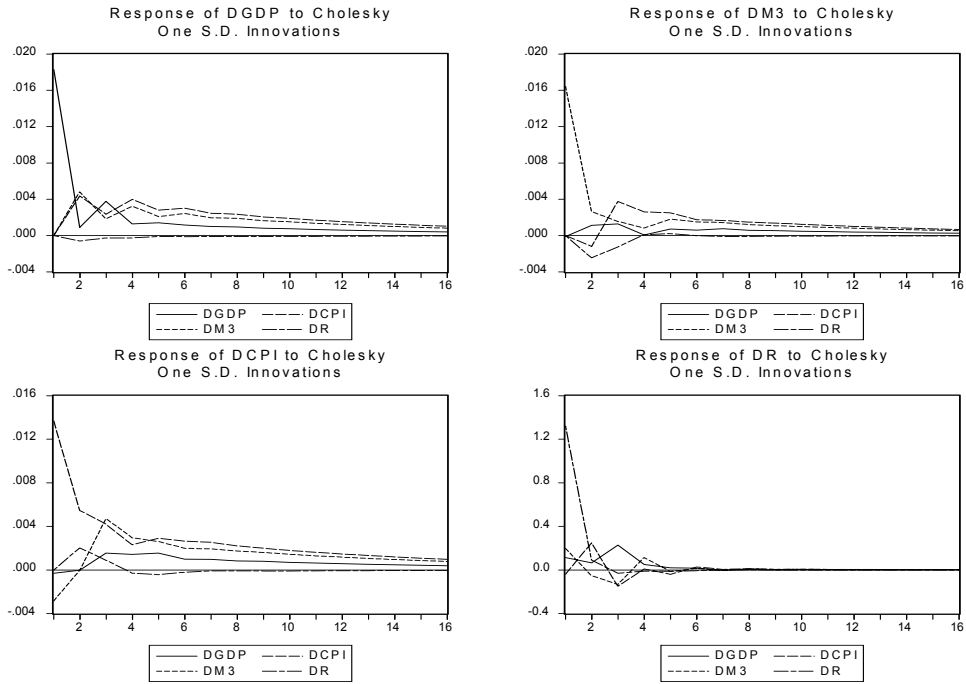 Response of DGDP to Cholesky
One S.D. Innovations
.020
.016
.012
.008
.004
.000
-.004
2 4 6 8 10 12 14 16
DGDP DCPI
DM3 DR
Response of DM3 to Cholesky
One S.D. Innovations
.020
.016
.012
.008
.004
.000
-.004
2 4 6 8 10 12 14 16
DGDP DCPI
DM3 DR
Response of DCPI to Cholesky
One S.D. Innovations
.016
.012
.008
.004
.000
-.004
2 4 6 8 10 12 14 16
DGDP DCPI
DM3 DR
Response of DR to Cholesky
One S.D. Innovations
1.6
1.2
0.8
0.4
0.0
-0.4
2 4 6 8 10 12 14 16
DGDP DCPI
DM3 DR